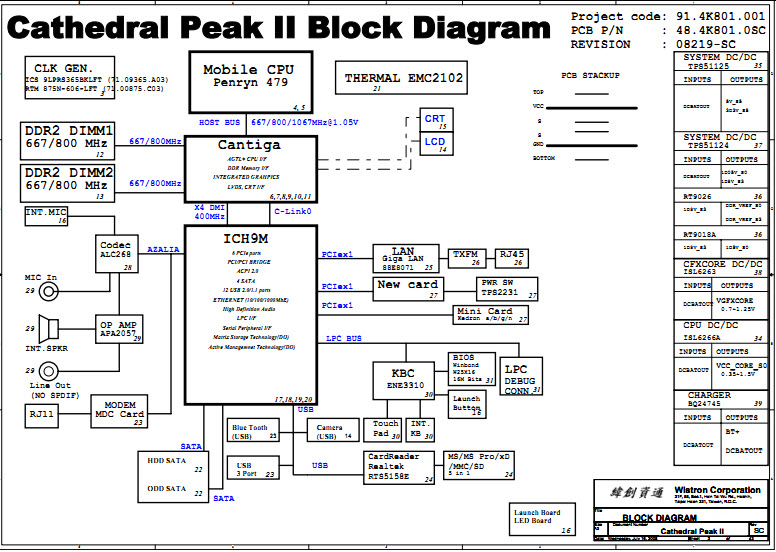 Cathedral Peak II Block Diagram
Project code: 91.4K801.001
PCB P/N : 48.4K801.0SC
REVISION : 08219-SC
CLK GEN.
ICS 9LPRS365BKLFT (71.09365.A03)
RTM 875N-606-LFT (71.00875.C03)
3
Mobile CPU
Penryn 479
4, 5
THERMAL EMC2102
21
PCB STACKUP
TOP
VCC
S
S
GND
BOTTOM
HOST BUS 667/800/1067MHz@1.05V
DDR2 DIMM1
667/800 MHz
12
667/800MHz
DDR2 DIMM2
667/800 MHz
13
667/800MHz
Cantiga
AGTL+ CPU I/F
DDR Memory I/F
INTEGRATED GRAHPICS
LVDS, CRT I/F
6,7,8,9,10,11
CRT
15
LCD
14
X4 DMI
400MHz
C-Link0
INT.MIC
16
Codec
ALC268
28
AZALIA
MIC In
29
OP AMP
APA2057
29
29
INT.SPKR
29
Line Out
(NO SPDIF)
RJ11
MODEM
MDC Card
23
ICH9M
6 PCIe ports
PCI/PCI BRIDGE
ACPI 2.0
4 SATA
12 USB 2.0/1.1 ports
ETHERNET (10/100/1000MbE)
High Definition Audio
LPC I/F
Serial Peripheral I/F
Matrix Storage Technology(DO)
Active Managemnet Technology(DO)
17,18,19,20
PCIex1
LAN
Giga LAN
88E8071
25
TXFM
26
RJ45
26
PCIex1
New card
27
PWR SW
TPS2231
27
PCIex1
Mini Card
Kedron a/b/g/n
27
LPC BUS
KBC
ENE3310
30
BIOS
Winbond
W25X16
16M Bits
31
LPC
DEBUG
CONN.
31
Launch
Button
16
Touch
Pad
30
INT.
KB
30
USB
SATA
HDD SATA
22
ODD SATA
22
SATA
Blue Tooth
(USB)
23
Camera
(USB)
14
USB
3 Port
23
USB
CardReader
Realtek
RTS5158E
24
MS/MS Pro/xD
/MMC/SD
5 in 1
24
Launch Board
LED Board
16
SYSTEM DC/DC
TPS51125
35
INPUTS OUTPUTS
DCBATOUT
SYSTEM DC/DC
TPS51124
37
INPUTS OUTPUTS
DCBATOUT
RT9026
36
RT9018A
36
CFXCORE DC/DC
ISL6263
38
INPUTS OUTPUTS
DCBATOUT
VGFXCORE
0.7~1.25V
CPU DC/DC
ISL6266A
34
INPUTS OUTPUTS
DCBATOUT
VCC_CORE_S0
0.35~1.5V
CHARGER
BQ24745
39
INPUTS OUTPUTS
DCBATOUT
BT+
DCBATOUT
緯創資通
Wistron Corporation
Title
BLOCK DIAGRAM
Size
Document Number
Rev
Cathedral Peak II
SC